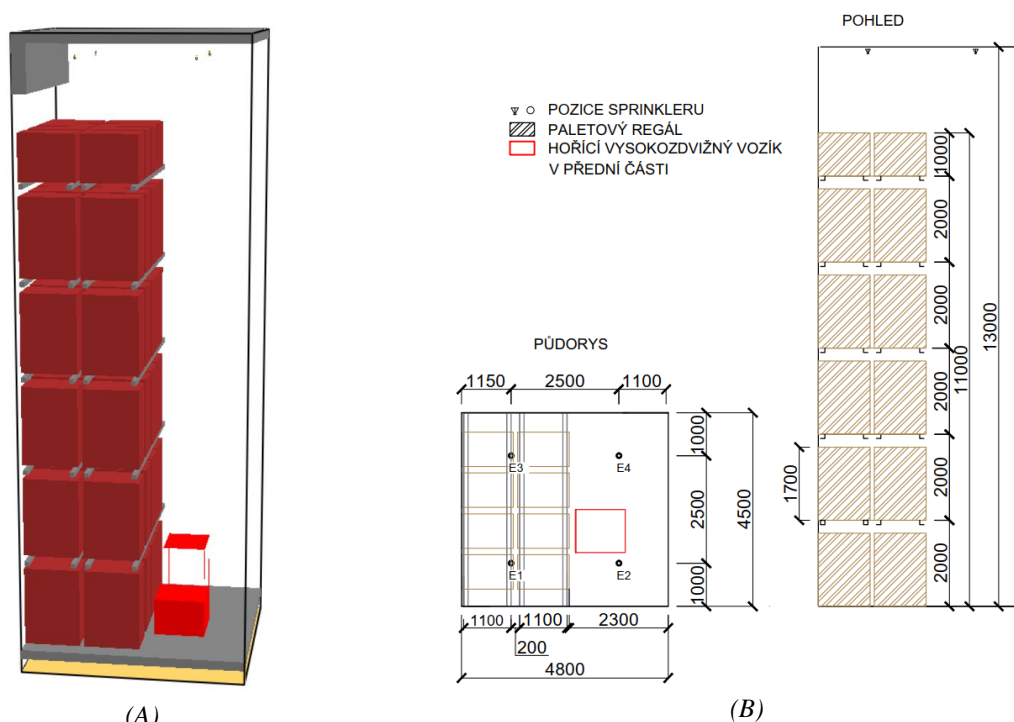 POHLED
POZICE SPRINKLERU
PALETOVÝ REGÁL
HOŘÍCÍ VYSOKOZDVIŽNÝ VOZÍK
V PŘEDNÍ ČÁSTI
1000
2000
2000
2000
2000
2000
11000
13000
1700
PŮDORYS
1150
2500
1100
E3
E4
E1
E2
1000
2500
1000
4500
1100
1100
2300
200
4800
(A)
(B)